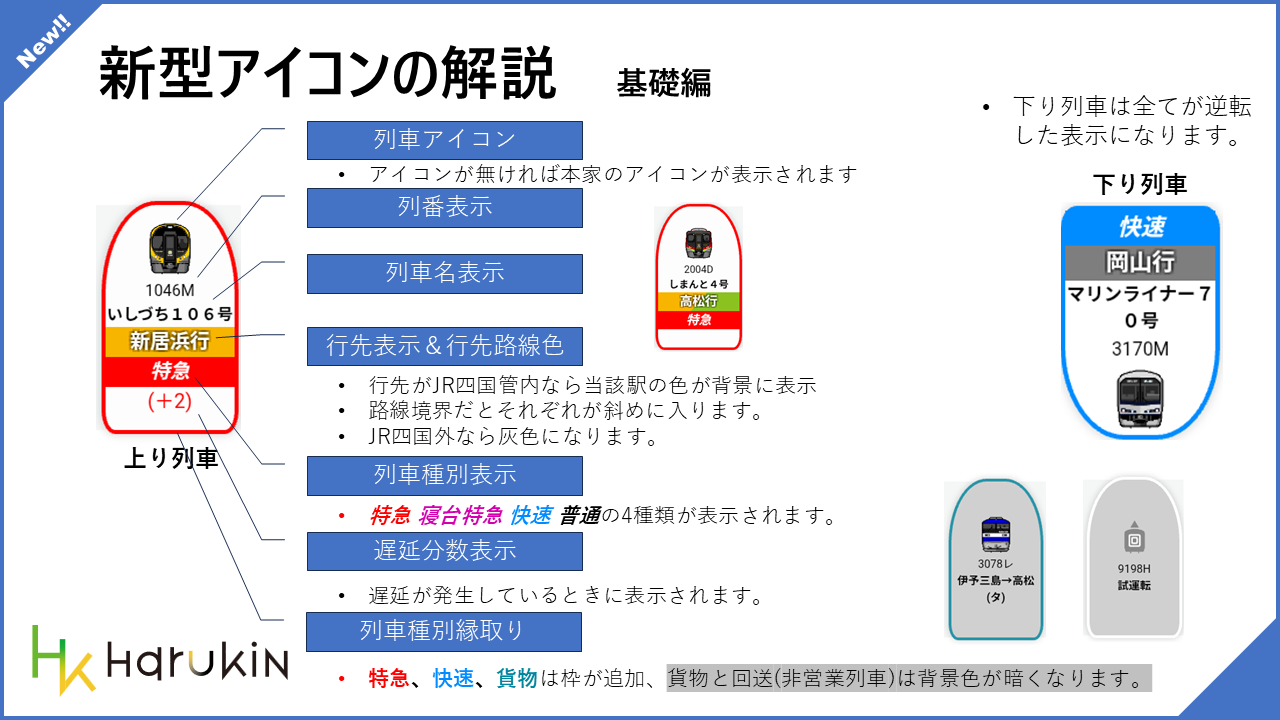 New!!
新型アイコンの解説 基礎編
• 下り列車は全てが逆転
した表示になります。
列車アイコン
• アイコンが無ければ本家のアイコンが表示されます
列番表示
列車名表示
行先表示＆行先路線色
• 行先がJR四国管内なら当該駅の色が背景に表示
• 路線境界だとそれぞれが斜めに入ります。
• JR四国外なら灰色になります。
列車種別表示
• 特急 寝台特急 快速 普通の4種類が表示されます。
遅延分数表示
• 遅延が発生しているときに表示されます。
列車種別縁取り
• 特急、快速、貨物は枠が追加、貨物と回送(非営業列車)は背景色が暗くなります。
1046M
いしづち１０６号
新居浜行
特急
(＋2)
上り列車
2004D
しまんと４号
高松行
特急
下り列車
快速
岡山行
マリンライナー７
０号
3170M
3078レ
伊予三島→高松
(タ)
9198H
試運転
HK HaruKiN